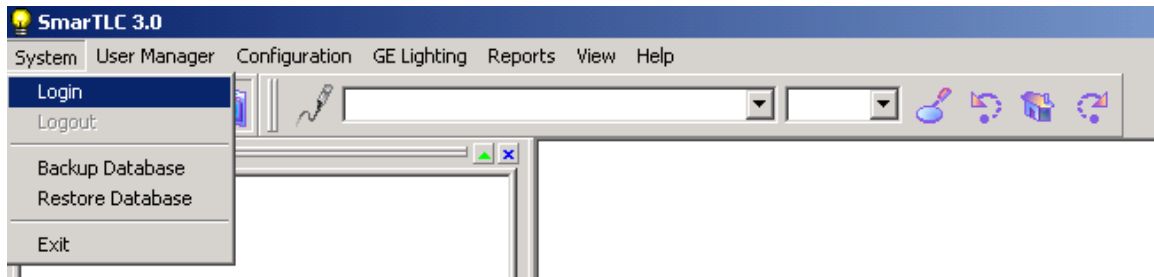 SmarTLC 3.0
System User Manager Configuration GE Lighting Reports View Help
Login
Logout
Backup Database
Restore Database
Exit